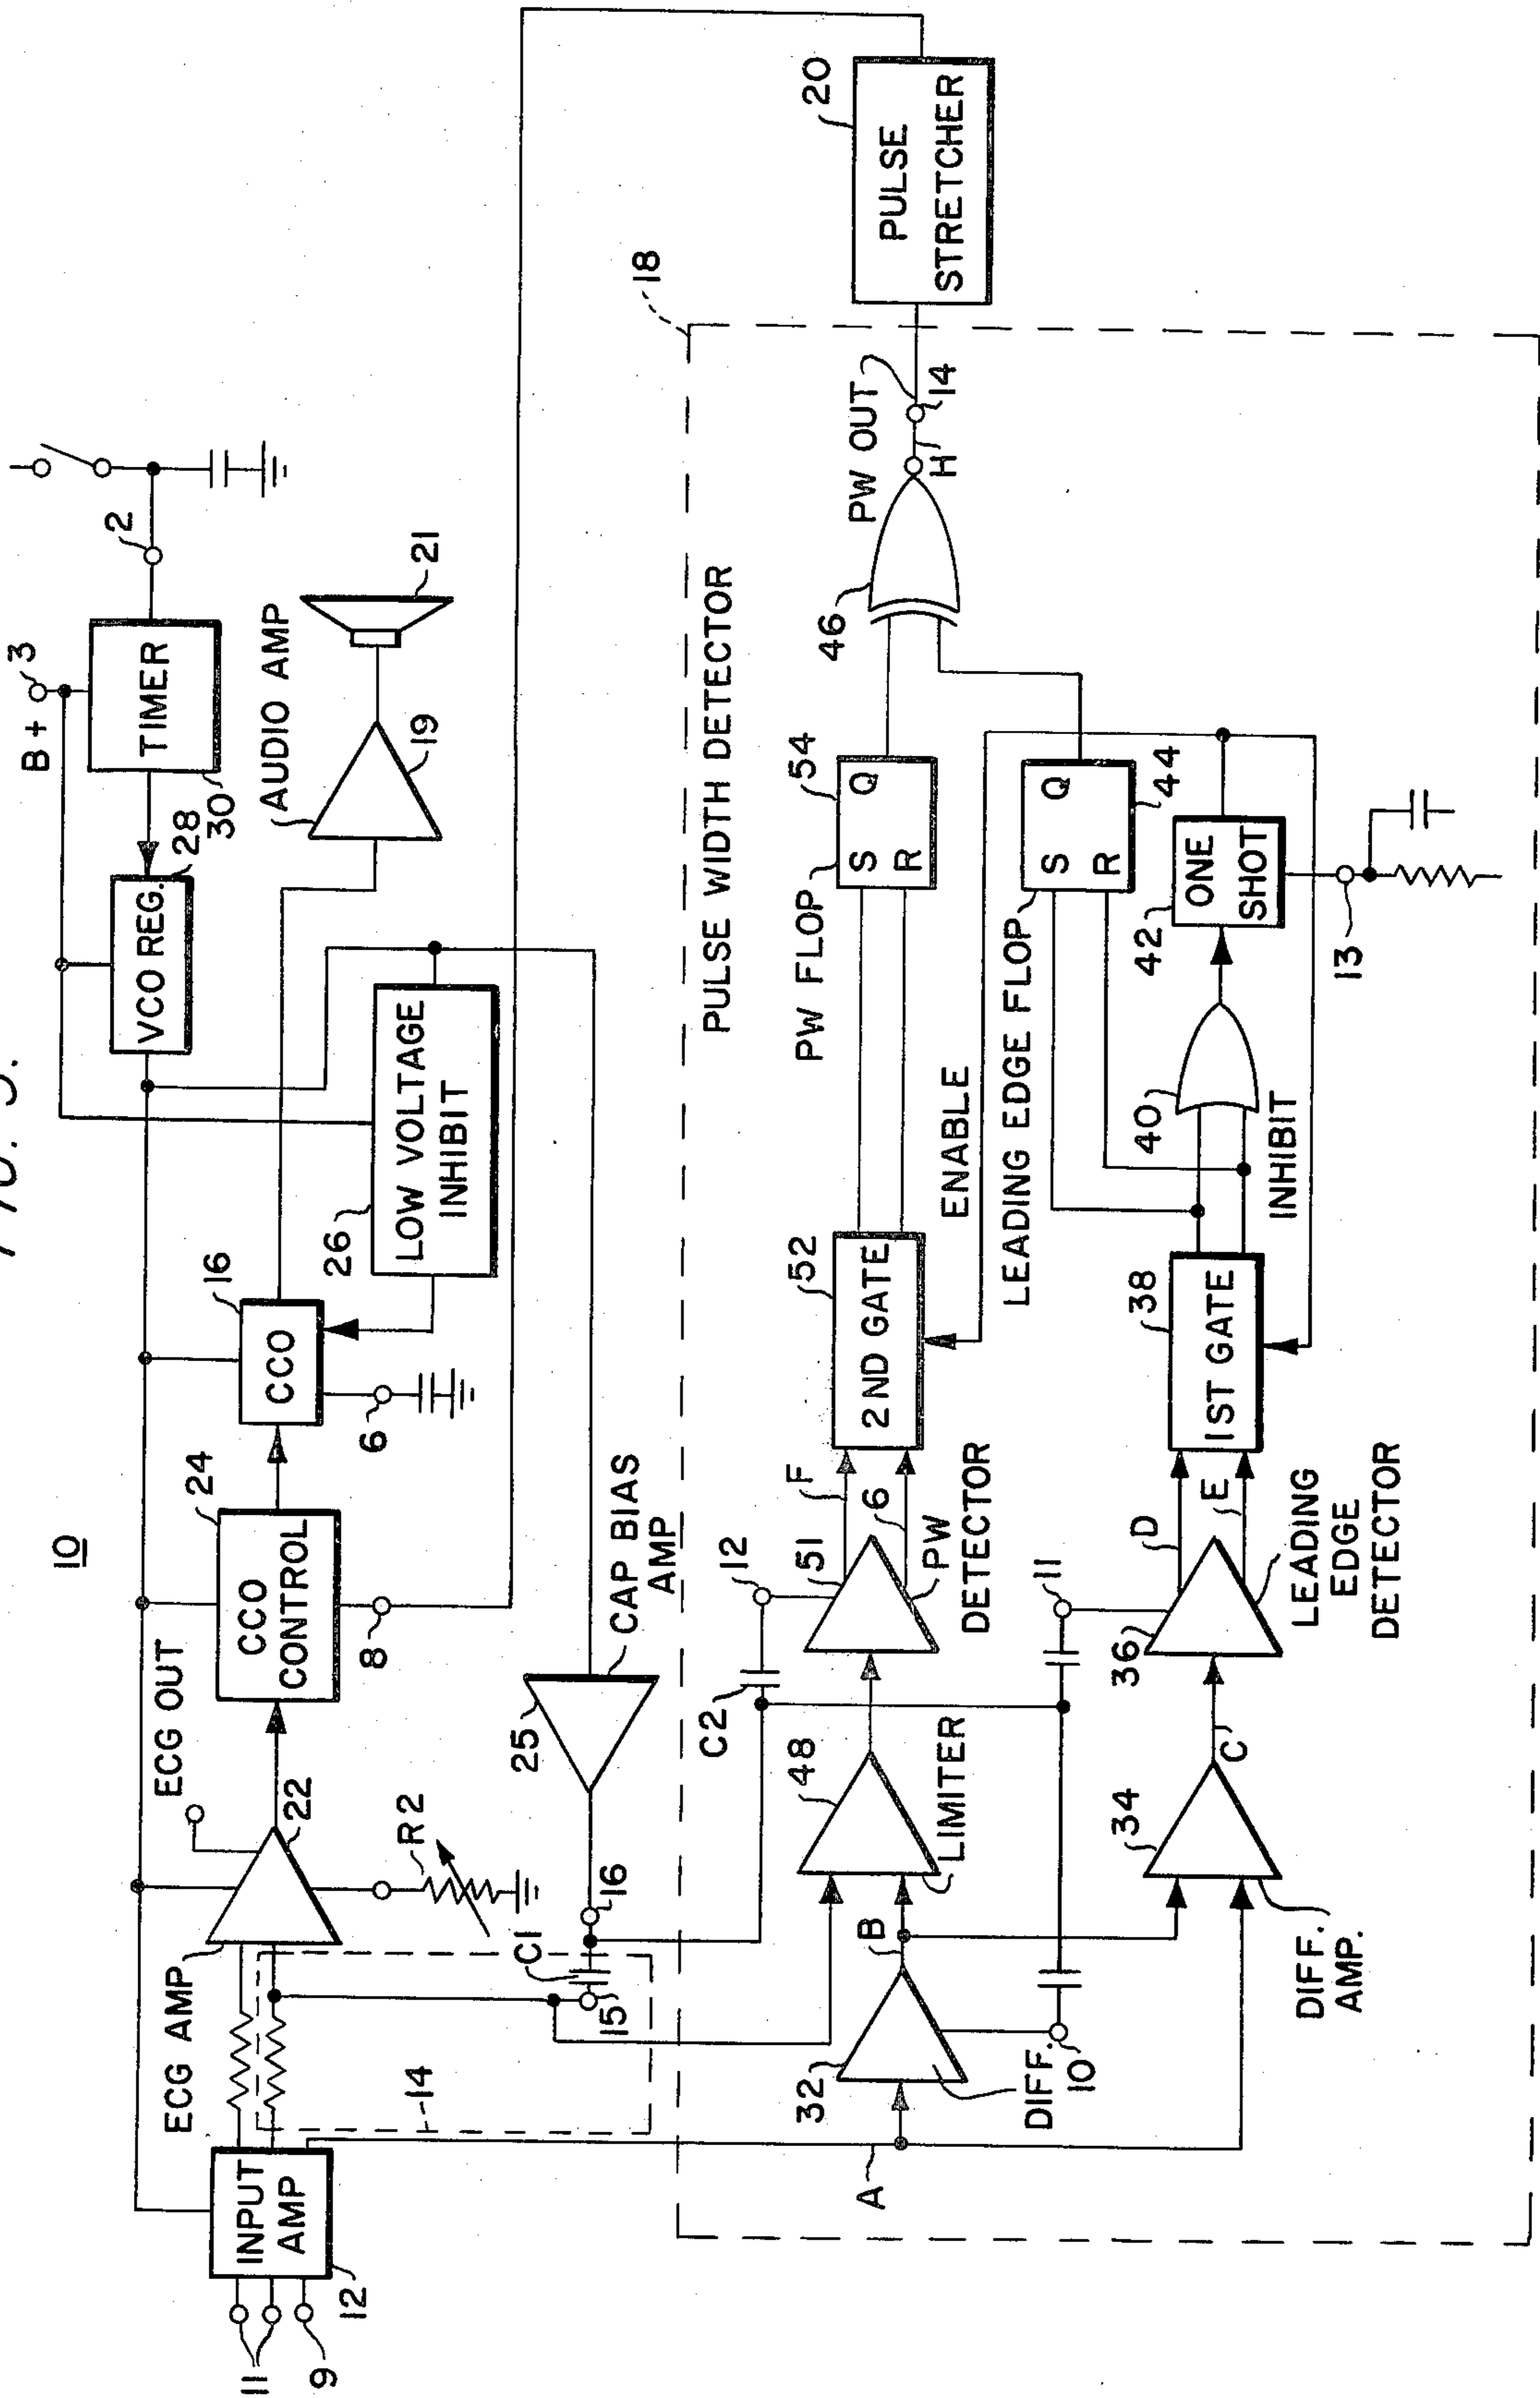 FIG. 3.
10
B+
3
2
TIMER
30
VCO REG.
28
AUDIO AMP
19
21
ECG OUT
ECG AMP
22
R2
CCO
CONTROL
24
8
CCO
16
6
LOW VOLTAGE
INHIBIT
26
INPUT
AMP
12
11
9
14
C1
15
16
25
CAP BIAS
AMP
PULSE WIDTH DETECTOR
18
PULSE
STRETCHER
20
A
32
DIFF.
10
B
48
LIMITER
C2
12
51
PW
DETECTOR
F
6
2ND GATE
52
PW FLOP
S Q
R
54
46
PW OUT
H
14
ENABLE
LEADING EDGE FLOP
S Q
R
44
34
DIFF.
AMP.
C
36
11
LEADING
EDGE
DETECTOR
D
E
1ST GATE
38
INHIBIT
40
ONE
SHOT
42
13